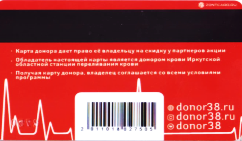 - Карта донора дает право её владельцу на скидку у партнеров акции
- Обладатель настоящей карты является донором крови Иркутской
областной станции переливания крови
- Получая карту донора, владелец соглашается со всеми условиями
программы
donor38.ru
donor38.ru
donor38